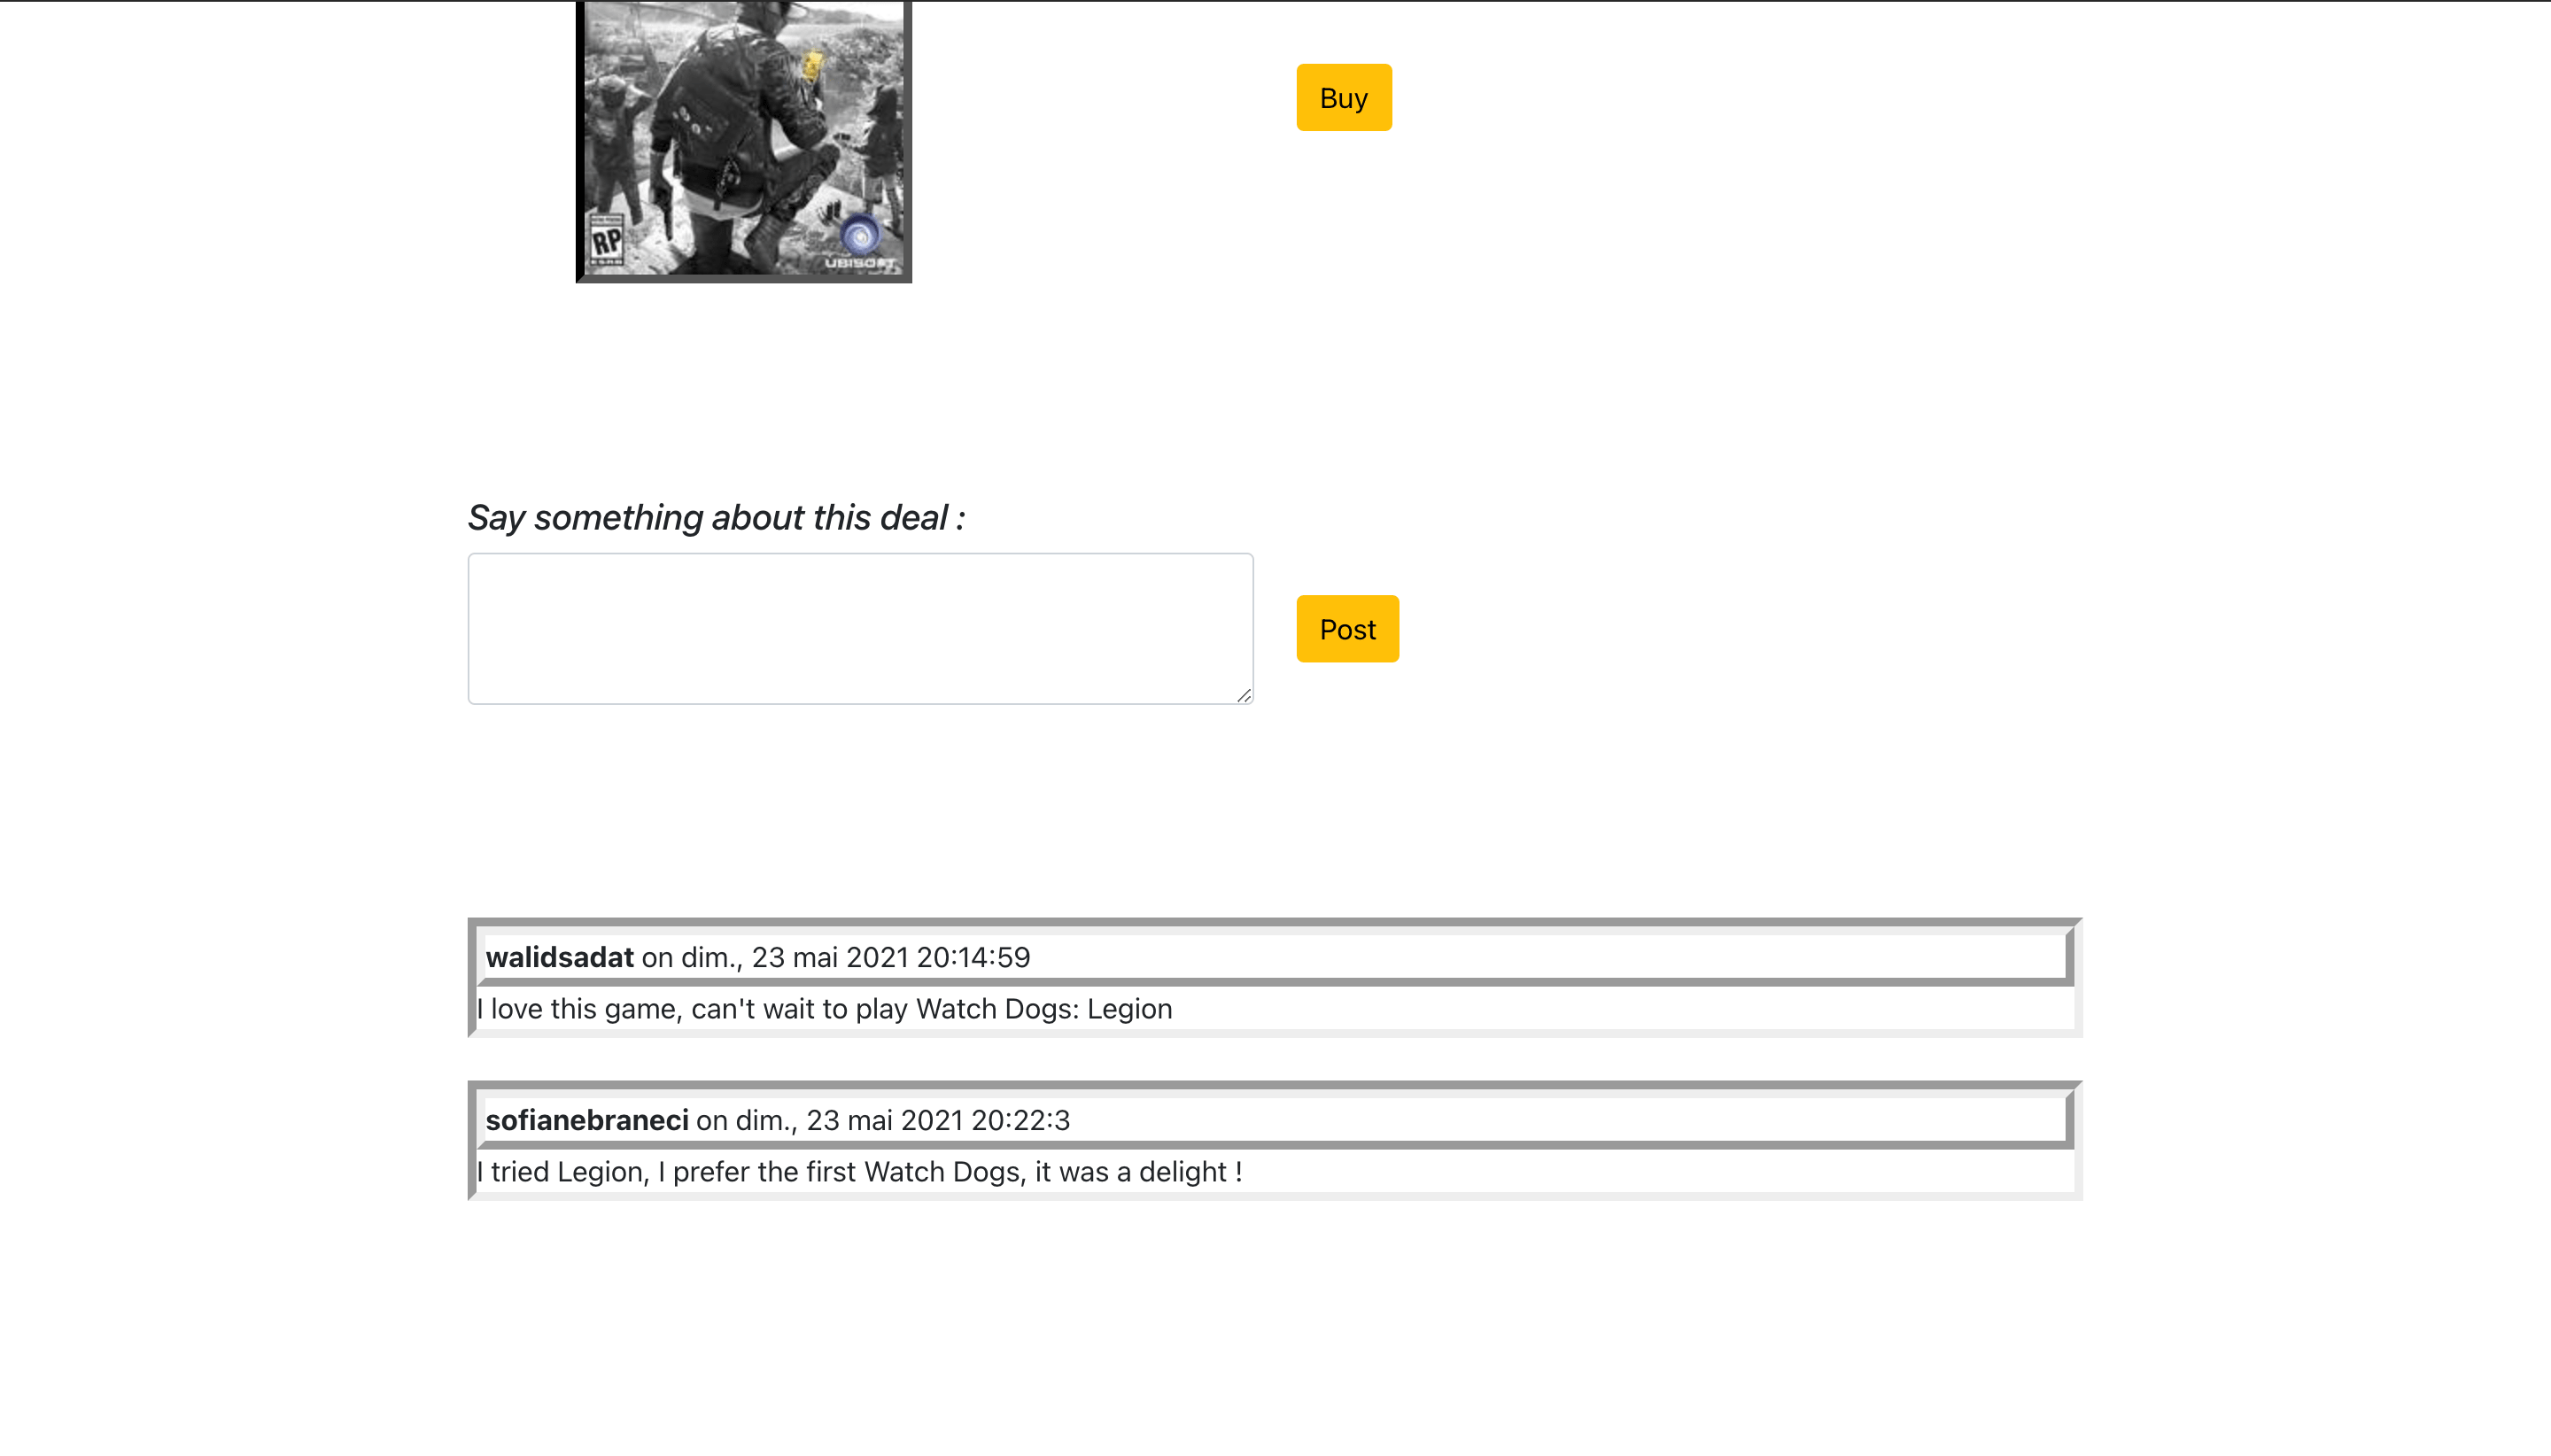 Buy
RP
UBISOFT
Say something about this deal :
Post
walidsadat on dim., 23 mai 2021 20:14:59
I love this game, can't wait to play Watch Dogs: Legion
sofianebraneci on dim., 23 mai 2021 20:22:3
I tried Legion, I prefer the first Watch Dogs, it was a delight !